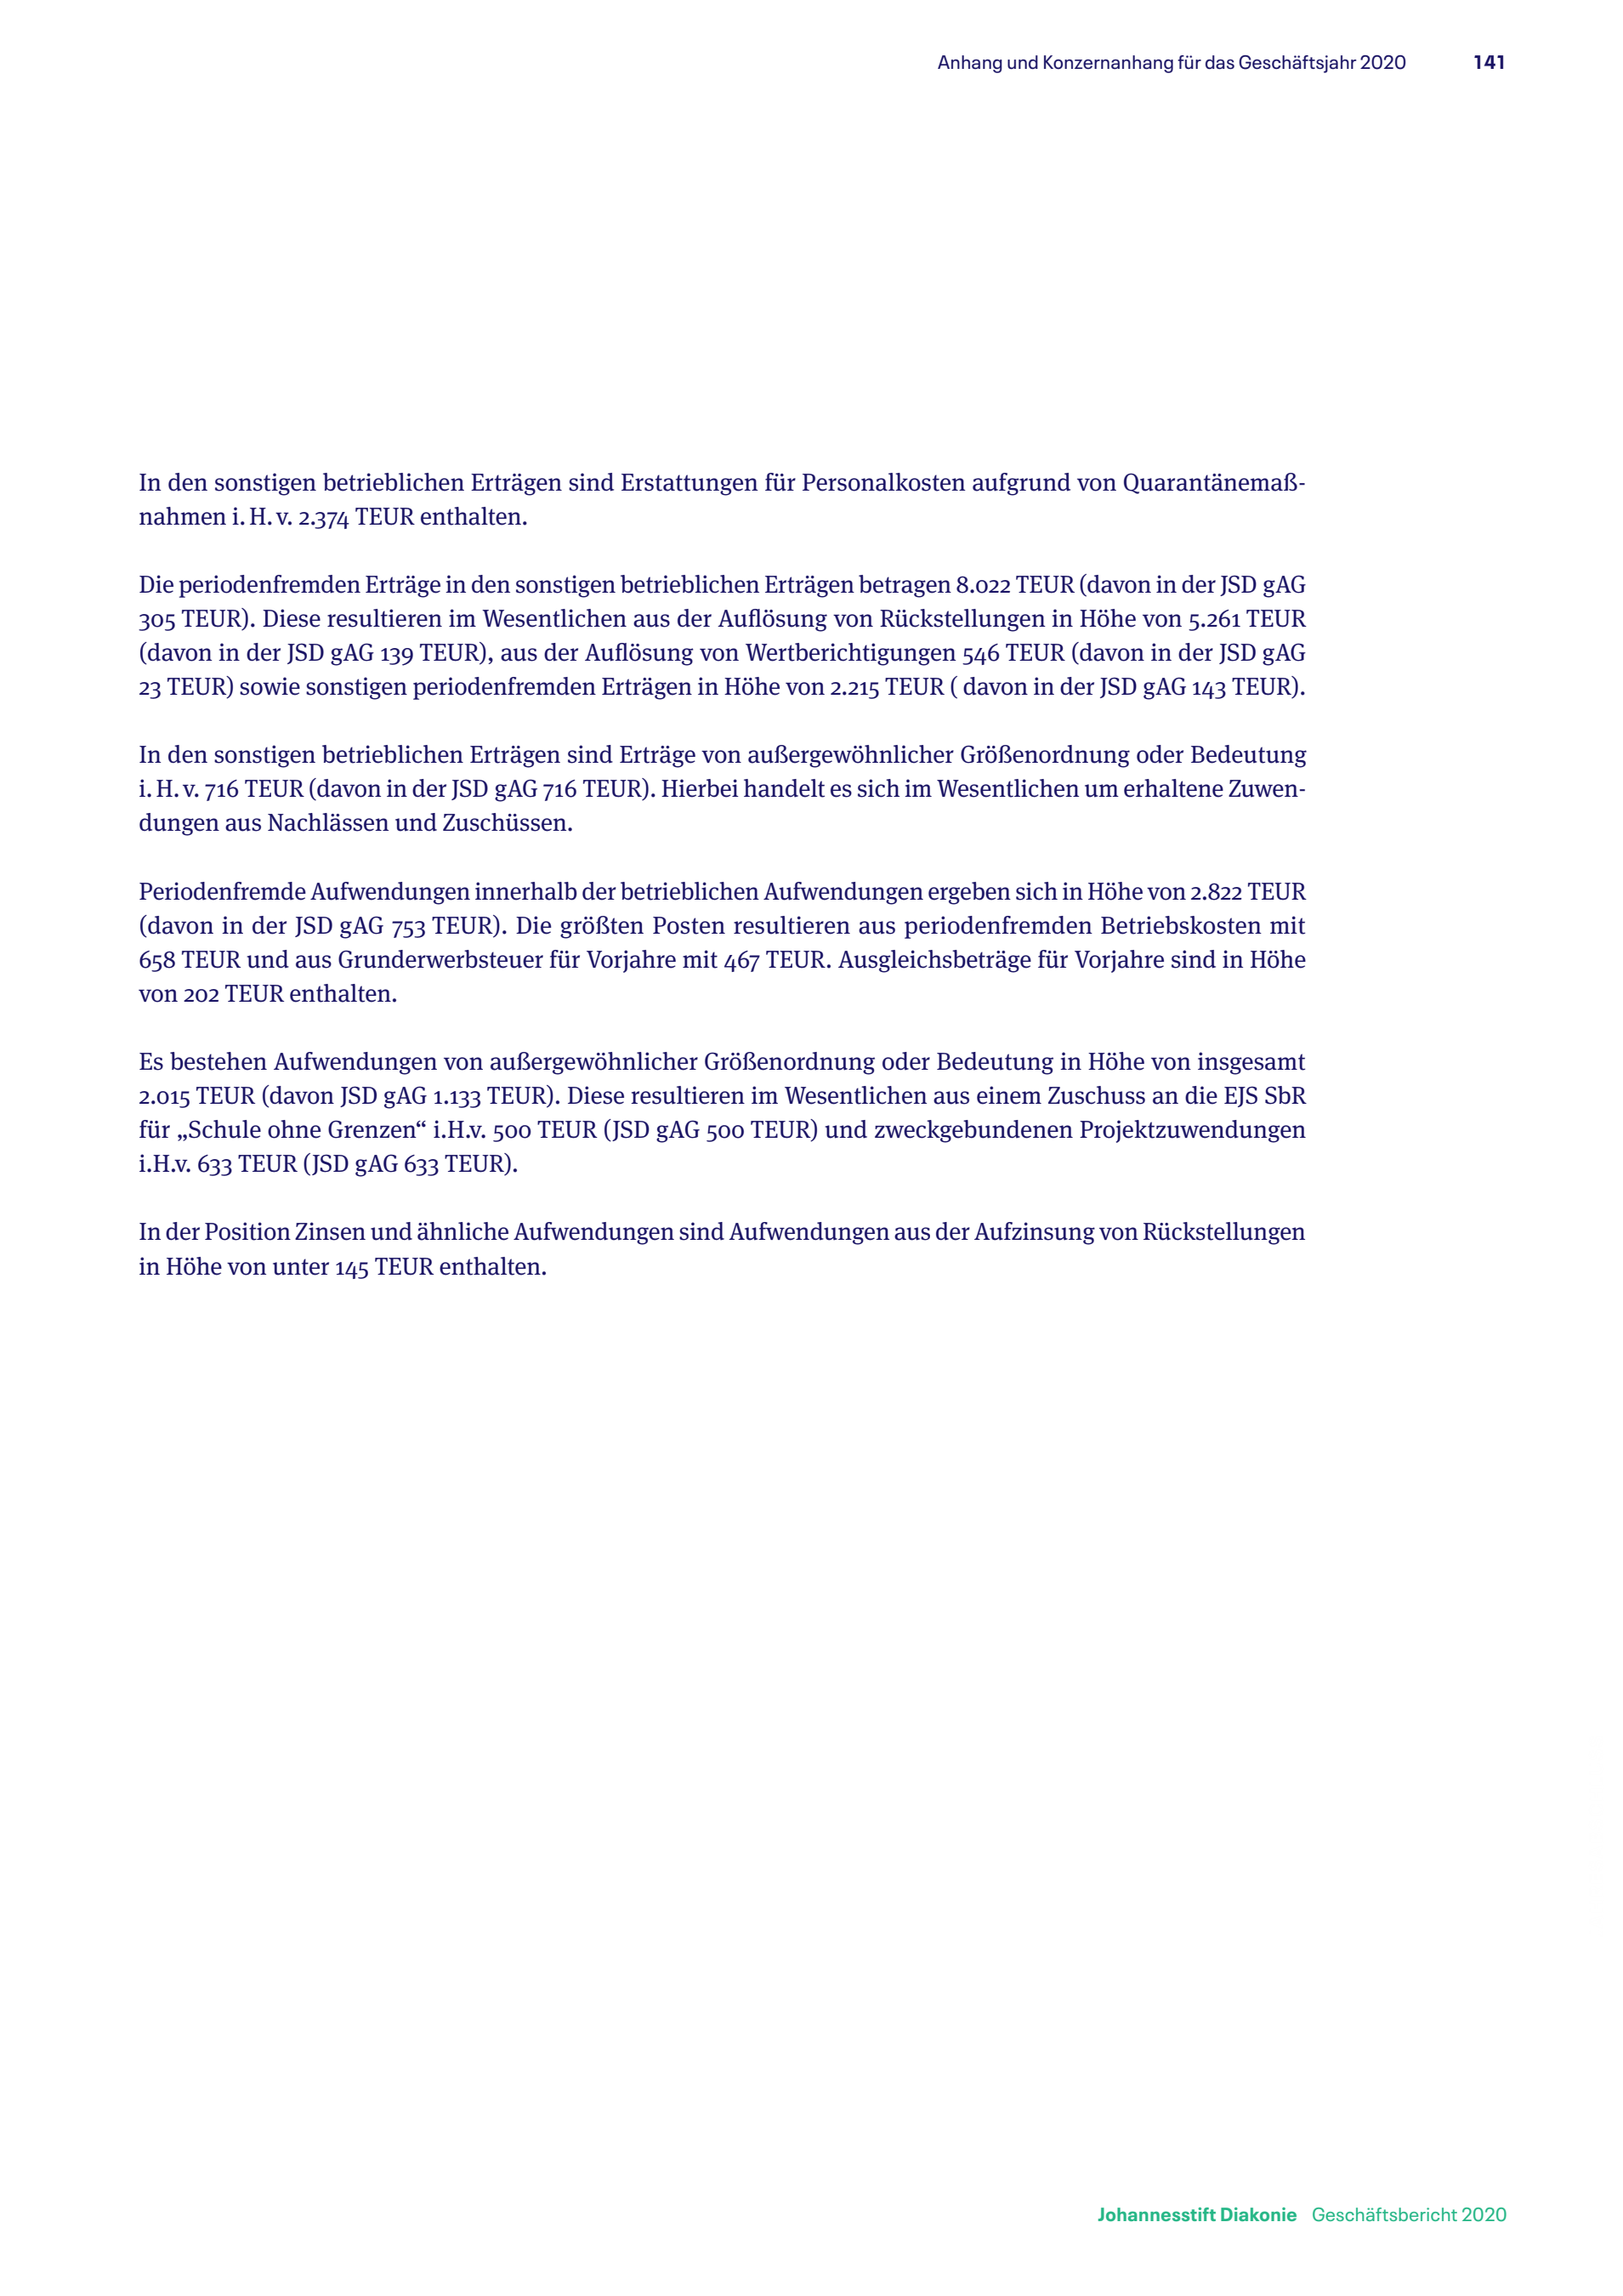 Anhang und Konzernanhang für das Geschäftsjahr 2020 141
In den sonstigen betrieblichen Erträgen sind Erstattungen für Personalkosten aufgrund von Quarantänemaß-
nahmen i. H. v. 2.374 TEUR enthalten.
Die periodenfremden Erträge in den sonstigen betrieblichen Erträgen betragen 8.022 TEUR (davon in der JSD gAG
305 TEUR). Diese resultieren im Wesentlichen aus der Auflösung von Rückstellungen in Höhe von 5.261 TEUR
(davon in der JSD gAG 139 TEUR), aus der Auflösung von Wertberichtigungen 546 TEUR (davon in der JSD gAG
23 TEUR) sowie sonstigen periodenfremden Erträgen in Höhe von 2.215 TEUR ( davon in der JSD gAG 143 TEUR).
In den sonstigen betrieblichen Erträgen sind Erträge von außergewöhnlicher Größenordnung oder Bedeutung
i. H. v. 716 TEUR (davon in der JSD gAG 716 TEUR). Hierbei handelt es sich im Wesentlichen um erhaltene Zuwen-
dungen aus Nachlässen und Zuschüssen.
Periodenfremde Aufwendungen innerhalb der betrieblichen Aufwendungen ergeben sich in Höhe von 2.822 TEUR
(davon in der JSD gAG 753 TEUR). Die größten Posten resultieren aus periodenfremden Betriebskosten mit
658 TEUR und aus Grunderwerbsteuer für Vorjahre mit 467 TEUR. Ausgleichsbeträge für Vorjahre sind in Höhe
von 202 TEUR enthalten.
Es bestehen Aufwendungen von außergewöhnlicher Größenordnung oder Bedeutung in Höhe von insgesamt
2.015 TEUR (davon JSD gAG 1.133 TEUR). Diese resultieren im Wesentlichen aus einem Zuschuss an die EJS SbR
für „Schule ohne Grenzen“ i.H.v. 500 TEUR (JSD gAG 500 TEUR) und zweckgebundenen Projektzuwendungen
i.H.v. 633 TEUR (JSD gAG 633 TEUR).
In der Position Zinsen und ähnliche Aufwendungen sind Aufwendungen aus der Aufzinsung von Rückstellungen
in Höhe von unter 145 TEUR enthalten.
Johannesstift Diakonie Geschäftsbericht 2020